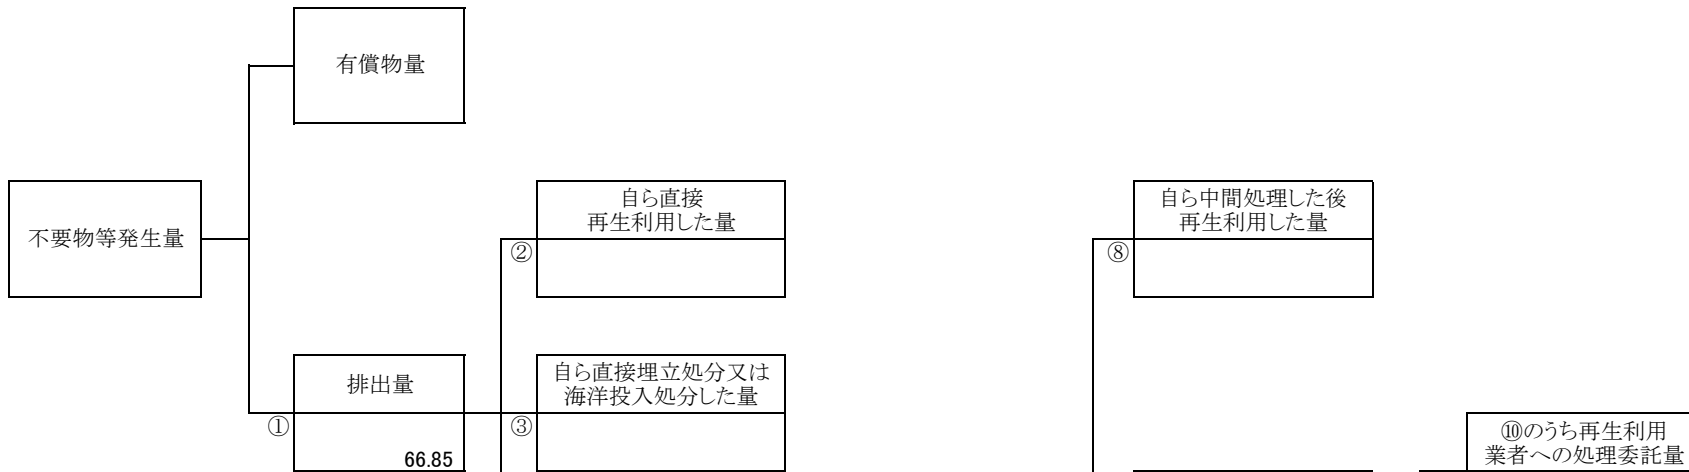 有償物量
不要物等発生量
自ら直接
再生利用した量
②
自ら中間処理した後
再生利用した量
⑧
排出量
①
66.85
自ら直接埋立処分又は
海洋投入処分した量
③
⑩のうち再生利用
業者への処理委託量